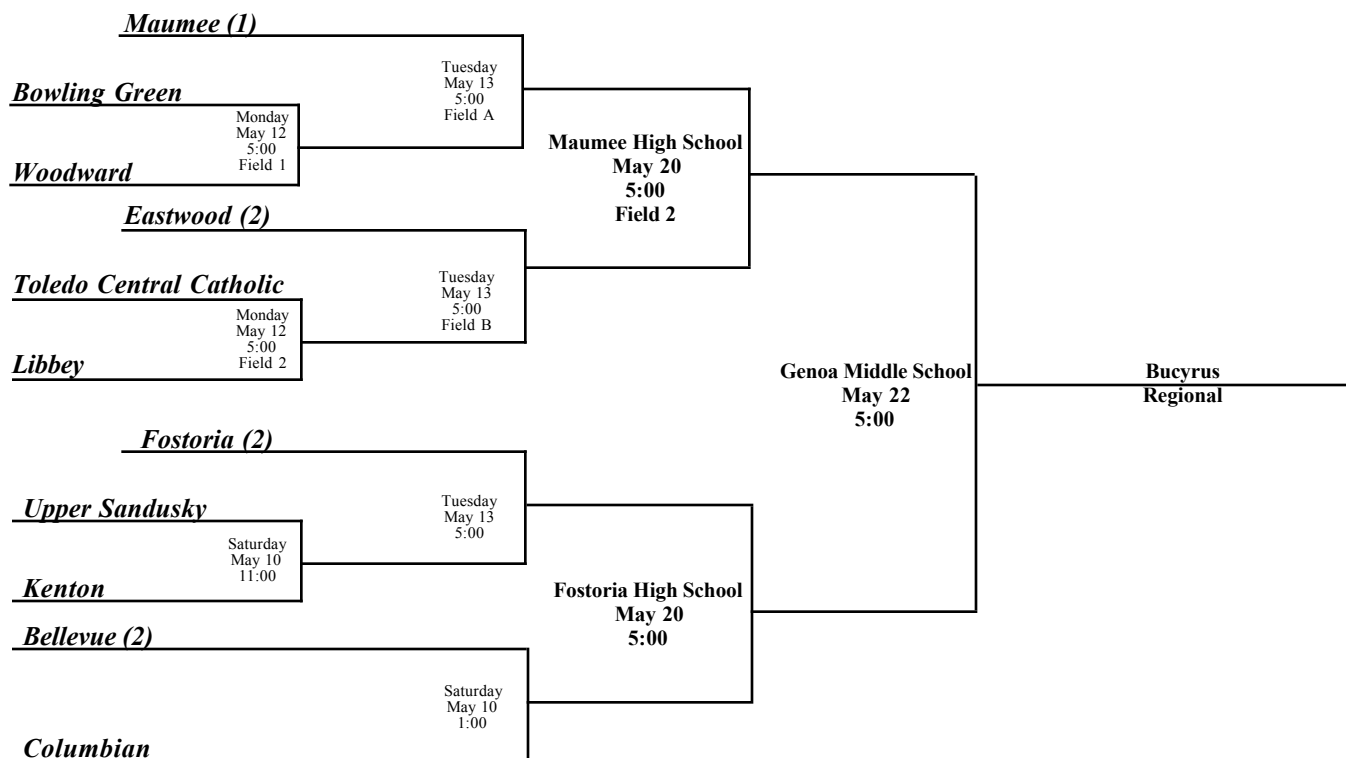 Maumee (1)
Tuesday
May 13
5:00
Field A
Bowling Green
Monday
May 12
5:00
Field 1
Woodward
Maumee High School
May 20
5:00
Field 2
Eastwood (2)
Tuesday
May 13
5:00
Field B
Toledo Central Catholic
Monday
May 12
5:00
Field 2
Libbey
Genoa Middle School
May 22
5:00
Bucyrus
Regional
Fostoria (2)
Tuesday
May 13
5:00
Upper Sandusky
Saturday
May 10
11:00
Kenton
Fostoria High School
May 20
5:00
Bellevue (2)
Saturday
May 10
1:00
Columbian